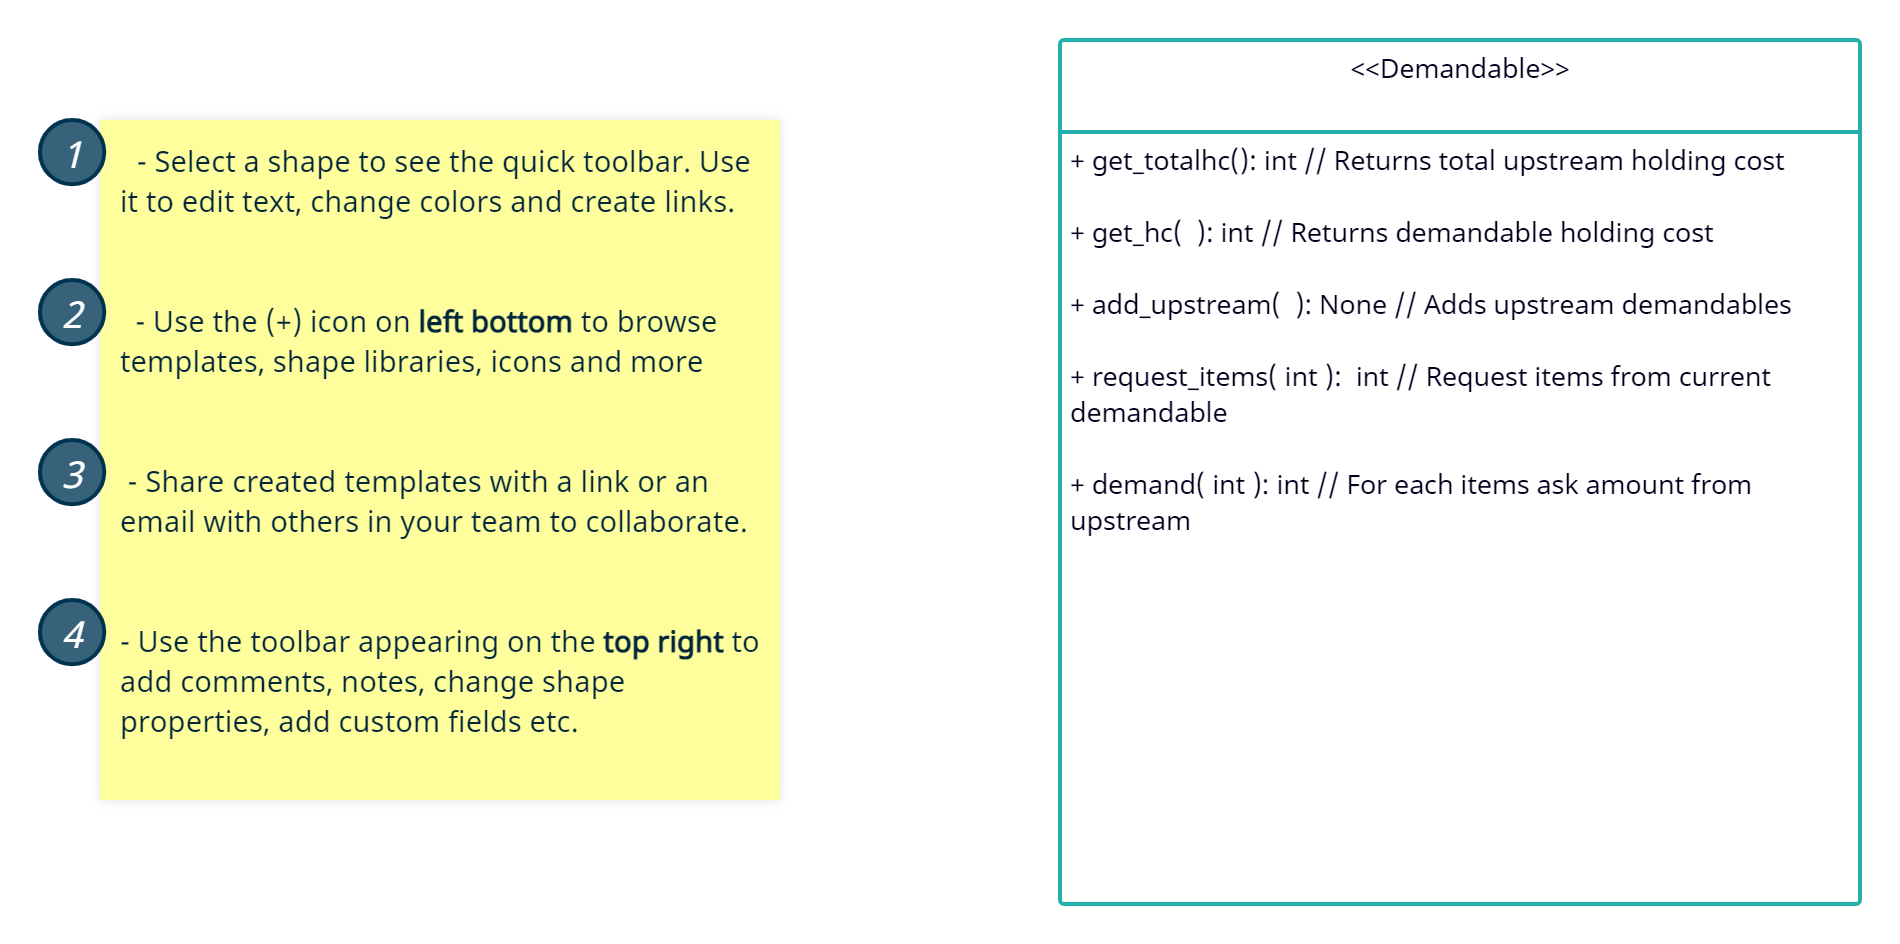 1
- Select a shape to see the quick toolbar. Use
it to edit text, change colors and create links.
2
- Use the (+) icon on left bottom to browse
templates, shape libraries, icons and more
3
- Share created templates with a link or an
email with others in your team to collaborate.
4
- Use the toolbar appearing on the top right to
add comments, notes, change shape
properties, add custom fields etc.
<<Demandable>>
+ get_totalhc(): int // Returns total upstream holding cost
+ get_hc(  ): int // Returns demandable holding cost
+ add_upstream(  ): None // Adds upstream demandables
+ request_items( int ):  int // Request items from current
demandable
+ demand( int ): int // For each items ask amount from
upstream